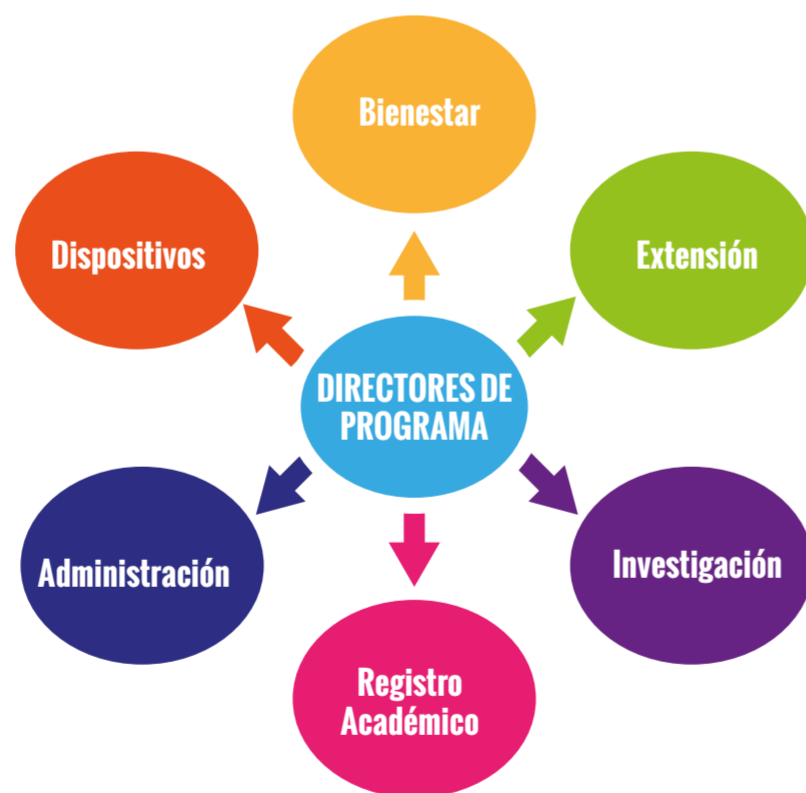 Bienestar
Dispositivos
Extensión
DIRECTORES DE
PROGRAMA
Administración
Investigación
Registro
Académico